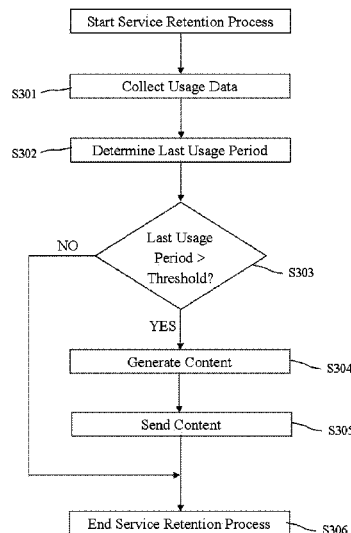 Start Service Retention Process
S301
Collect Usage Data
S302
Determine Last Usage Period
NO
Last Usage
Period >
Threshold?
S303
YES
Generate Content
S304
Send Content
S305
End Service Retention Process
S306